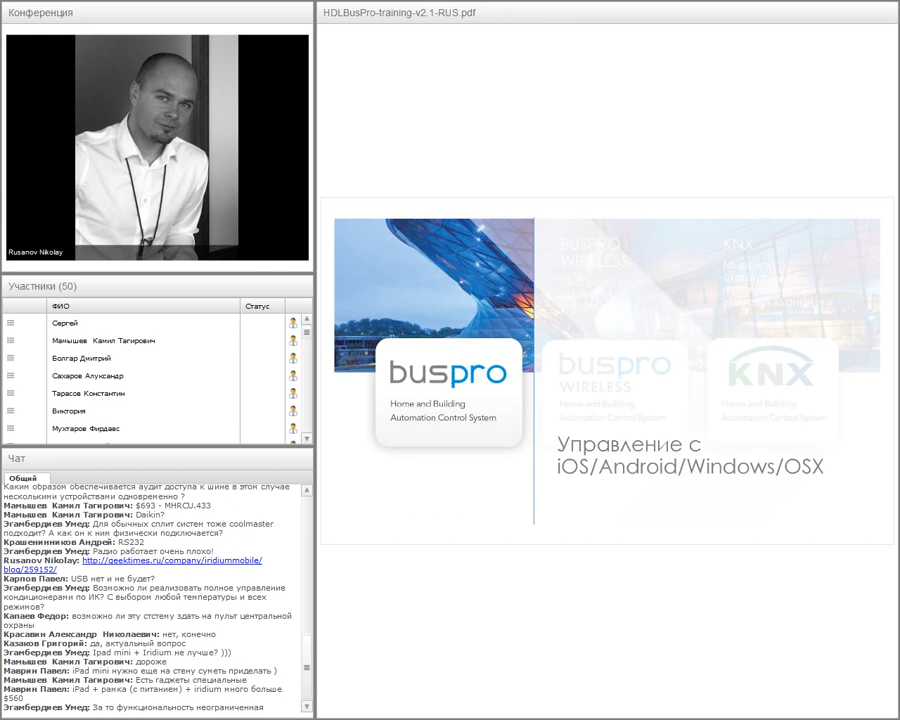 Конференция
Rusanov Nikolay
Участники (50)
ФИО
Статус
Сергей
Мамышев Камил Тагирович
Болгар Дмитрий
Сахаров Алуксандр
Тарасов Константин
Виктория
Мухтаров Фирдавс
Чат
Общий
Каким образом обеспечивается аудит доступа к шине в этом случае
несколькими устройствами одновременно ?
Мамышев Камил Тагирович: $693 - MHRCU.433
Мамышев Камил Тагирович: Daikin?
Эгамбердиев Умед: Для обычных сплит систем тоже coolmaster
подходит? А как он к ним физически подключается?
Крашенинников Андрей: RS232
Эгамбердиев Умед: Радио работает очень плохо!
Rusanov Nikolay: http://geektimes.ru/company/iridiummobile/
blog/259152/
Карпов Павел: USB нет и не будет?
Эгамбердиев Умед: Возможно ли реализовать полное управление
кондиционерами по ИК? С выбором любой температуры и всех
режимов?
Капаев Федор: возможно ли эту стстему здать на пульт центральной
охраны
Красавин Александр Николаевич: нет, конечно
Казаков Григорий: да, актуальный вопрос
Эгамбердиев Умед: Ipad mini + Iridium не лучше? )))
Мамышев Камил Тагирович: дороже
Маврин Павел: iPad mini нужно еще на стену суметь приделать )
Мамышев Камил Тагирович: Есть гаджеты специальные
Маврин Павел: iPad + рамка (с питанием) + iridium много больше
$560
Эгамбердиев Умед: За то функциональность неограниченная
HDLBusPro-training-v2.1-RUS.pdf
BUSPRO
WIRELESS
KNX
buspro
Home and Building
Automation Control System
buspro
WIRELESS
Home and Building
Automation Control System
KNX
Home and Building
Automation Control System
Управление с
iOS/Android/Windows/OSX